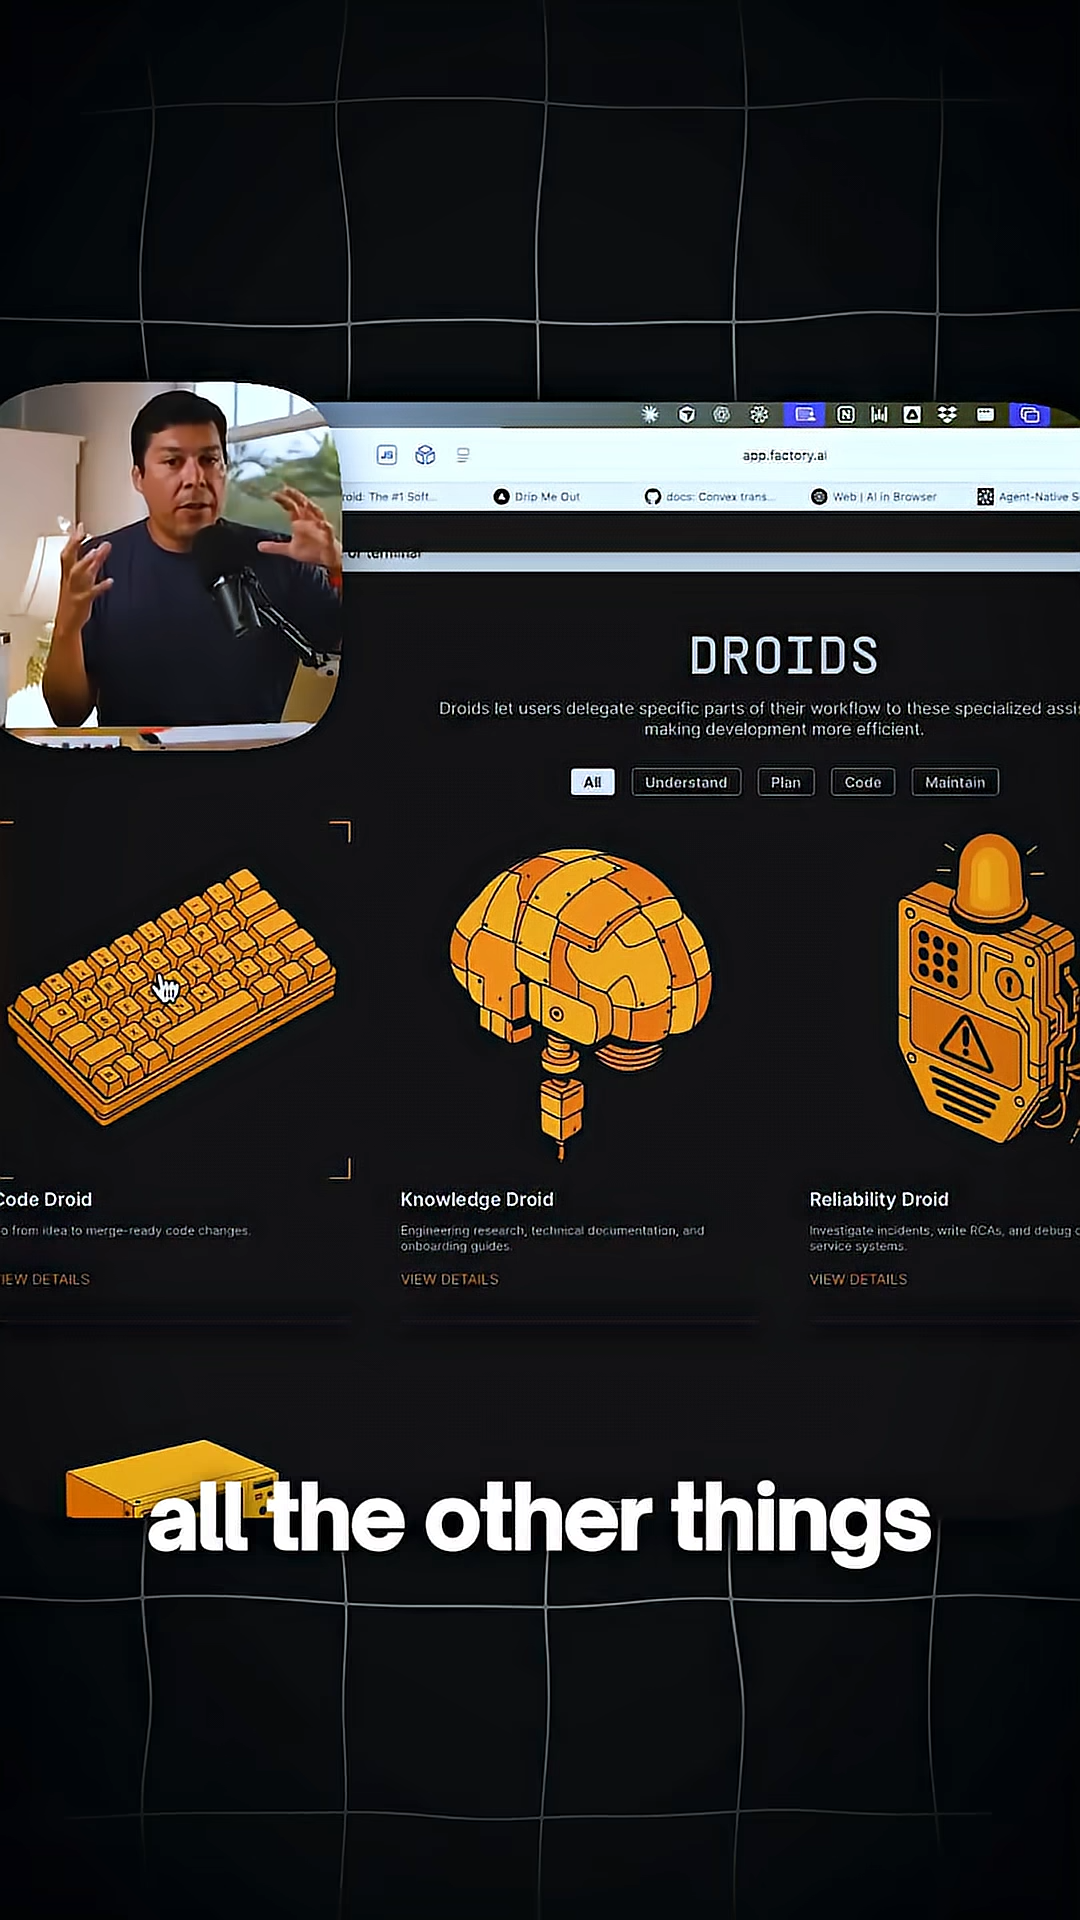 app.factory.ai
roid: The #1 Soft...
Drip Me Out
docs: Convex trans...
Web | AI in Browser
Agent-Native S
or terminal
DROIDS
Droids let users delegate specific parts of their workflow to these specialized assi
making development more efficient.
All
Understand
Plan
Code
Maintain
Code Droid
o from idea to merge-ready code changes.
IEW DETAILS
Knowledge Droid
Engineering research, technical documentation, and
onboarding guides.
VIEW DETAILS
Reliability Droid
Investigate incidents, write RCAs, and debug
service systems.
VIEW DETAILS
all the other things